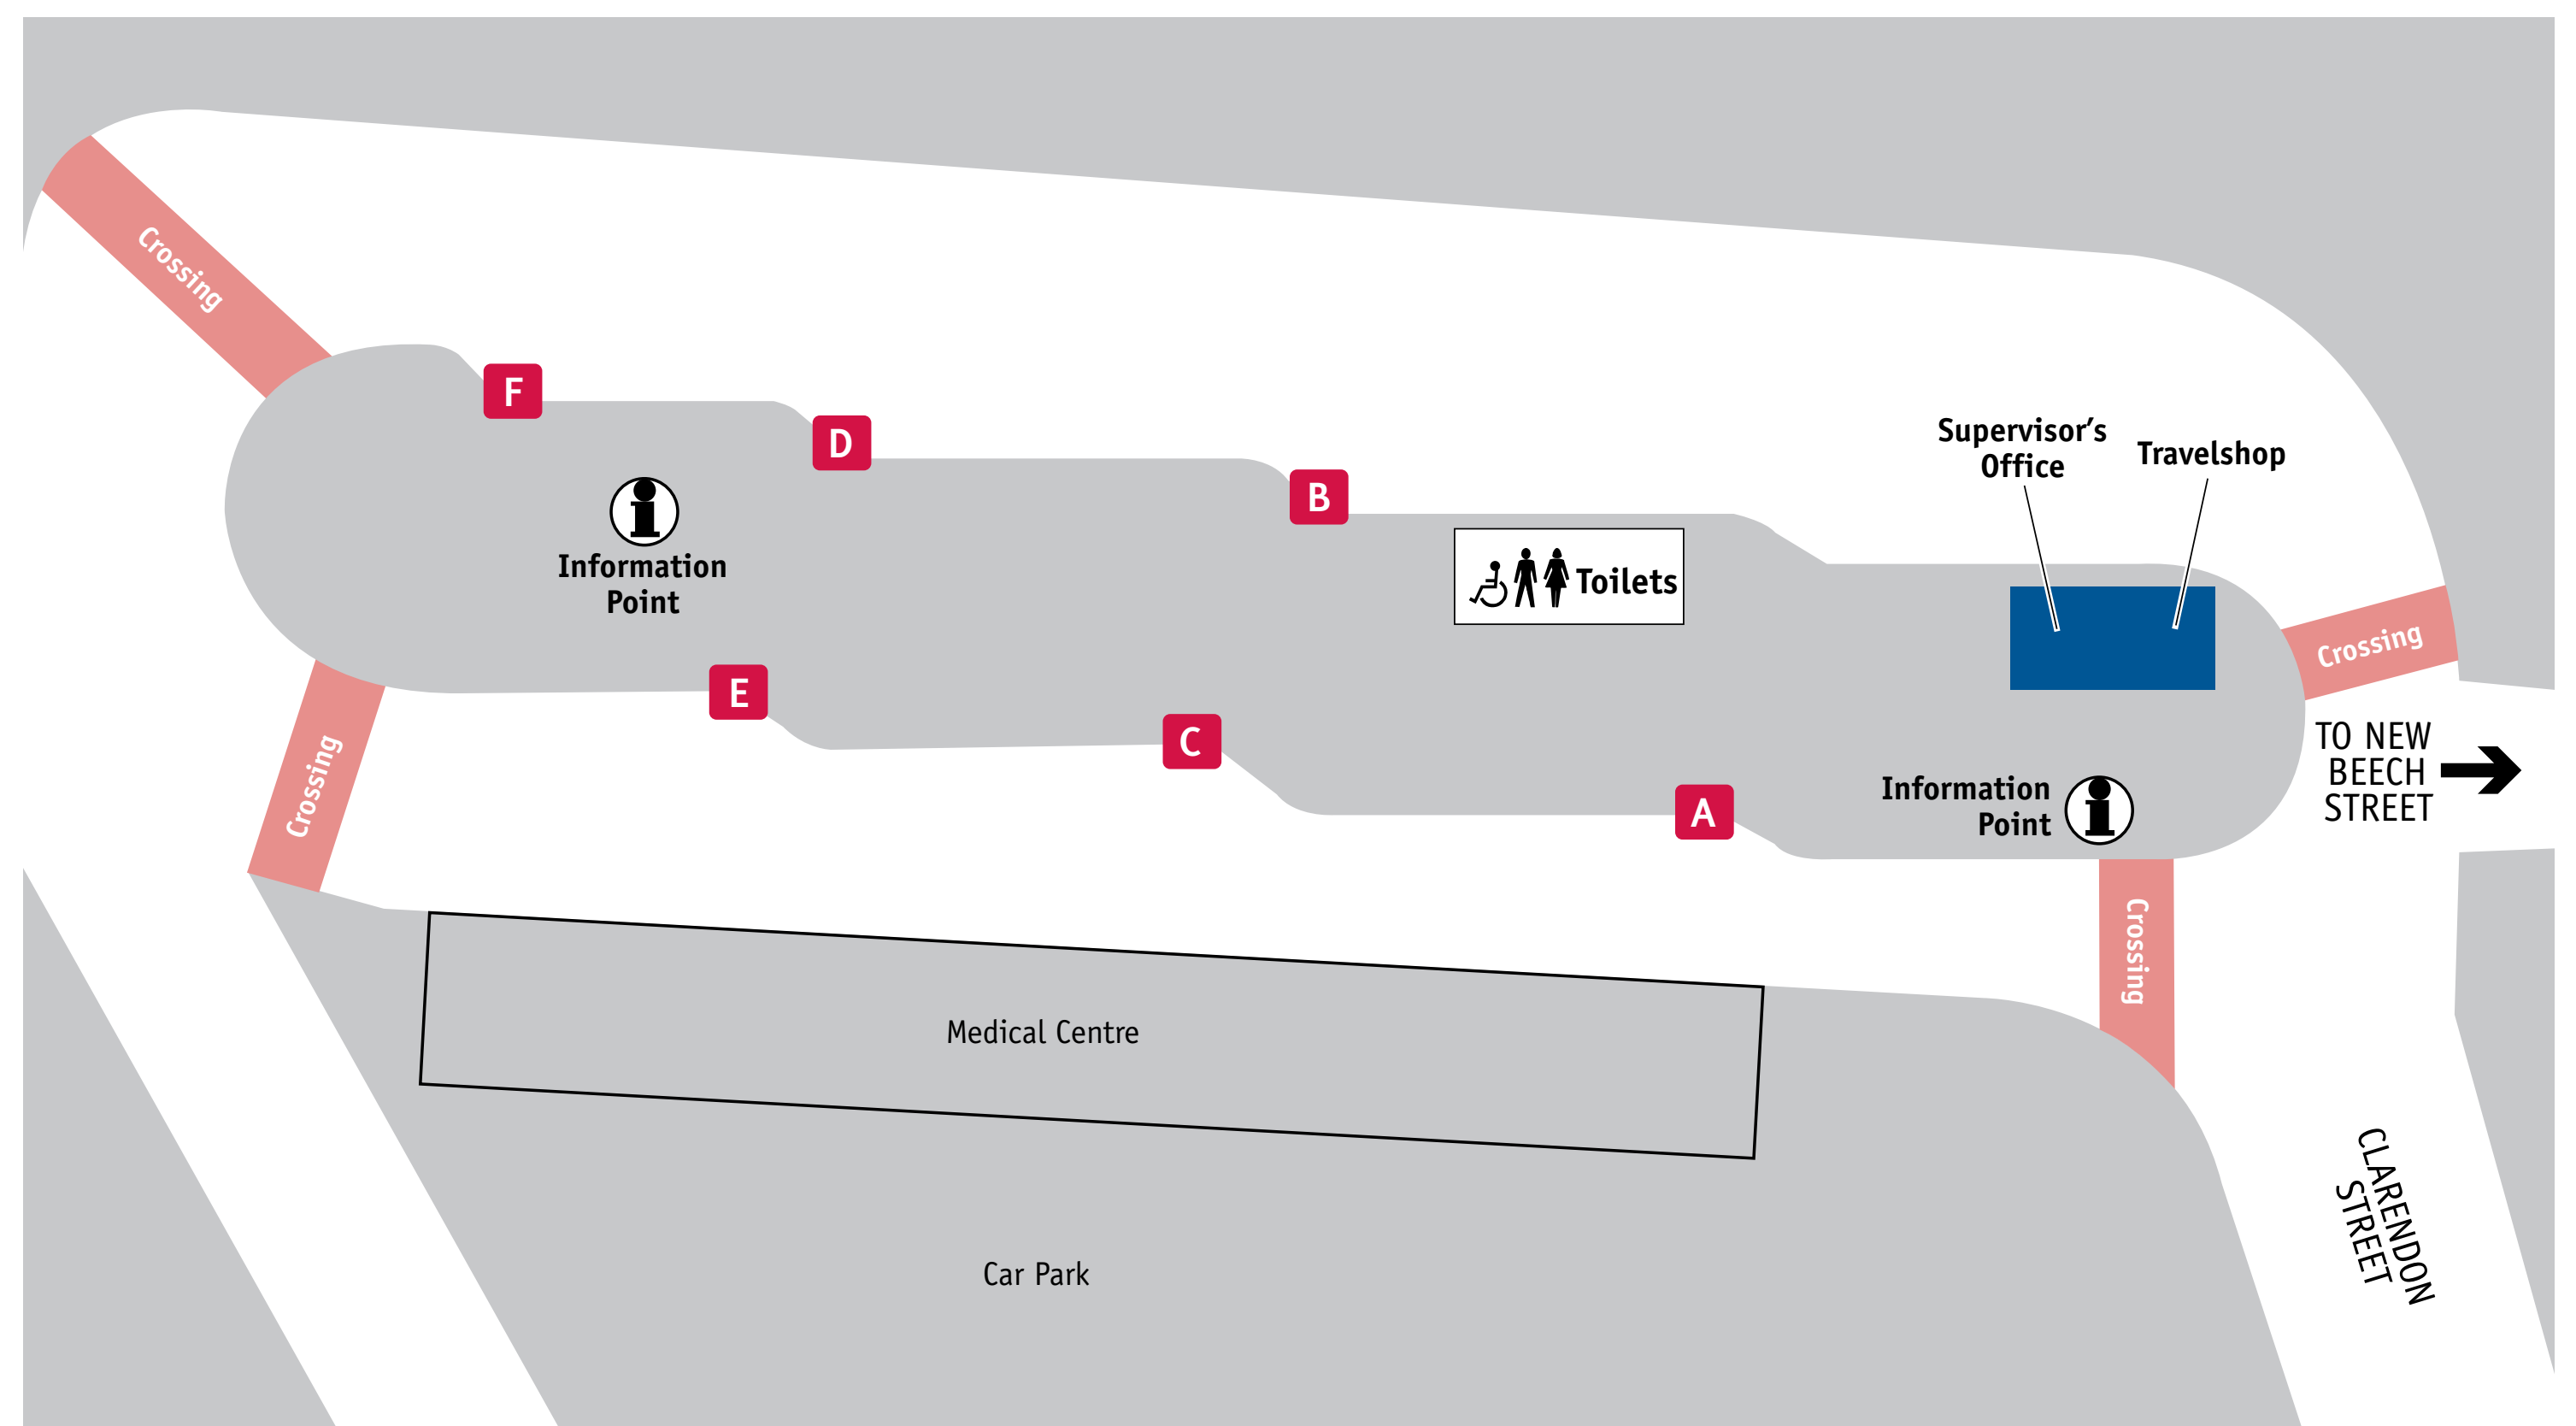 Crossing
F
D
B
Supervisor’s
Office
Travelshop
Information
Point
Toilets
Crossing
E
C
A
Crossing
Information
Point
TO NEW
BEECH
STREET
Crossing
Medical Centre
Car Park
CLARENDON
STREET